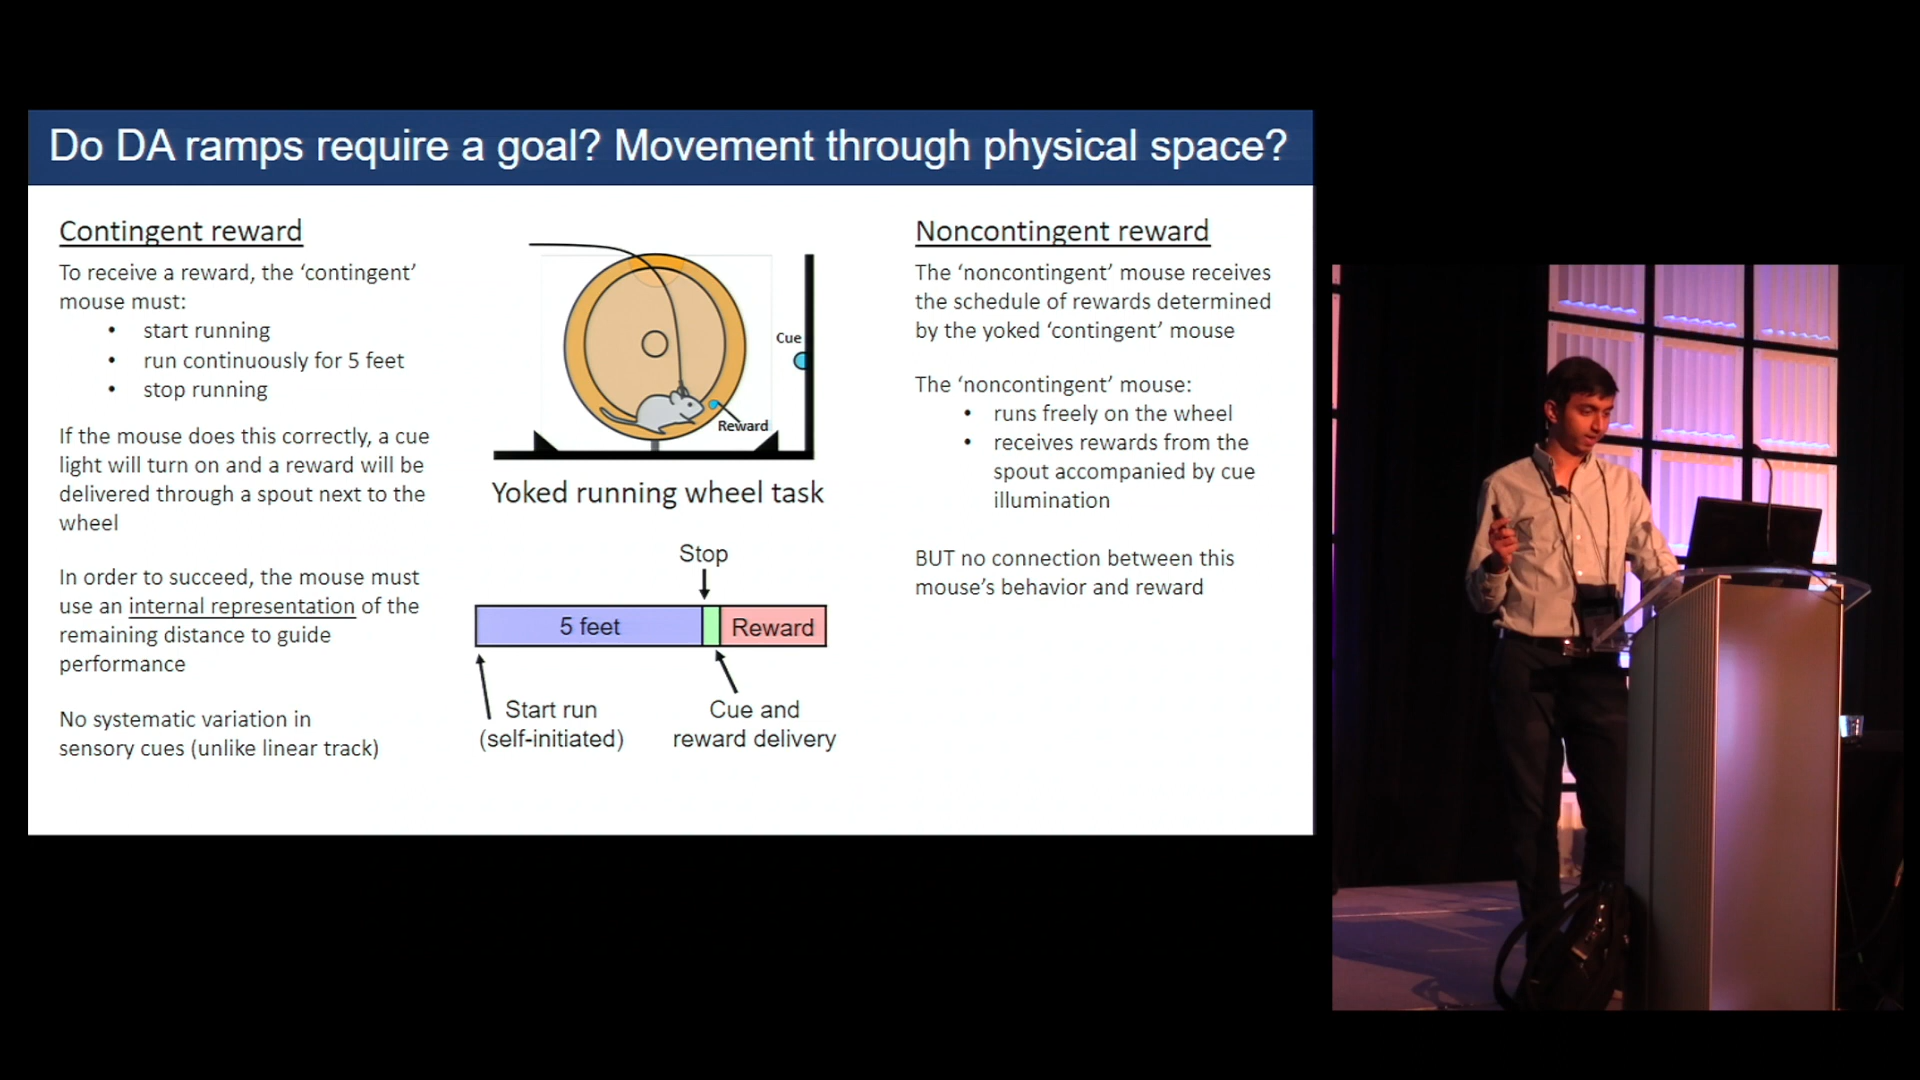 Do DA ramps require a goal? Movement through physical space?
Contingent reward
To receive a reward, the ‘contingent’
mouse must:
• start running
• run continuously for 5 feet
• stop running
If the mouse does this correctly, a cue
light will turn on and a reward will be
delivered through a spout next to the
wheel
In order to succeed, the mouse must
use an internal representation of the
remaining distance to guide
performance
No systematic variation in
sensory cues (unlike linear track)
Cue
Reward
Yoked running wheel task
Stop
5 feet
Reward
Start run
(self-initiated)
Cue and
reward delivery
Noncontingent reward
The ‘noncontingent’ mouse receives
the schedule of rewards determined
by the yoked ‘contingent’ mouse
The ‘noncontingent’ mouse:
• runs freely on the wheel
• receives rewards from the
spout accompanied by cue
illumination
BUT no connection between this
mouse’s behavior and reward